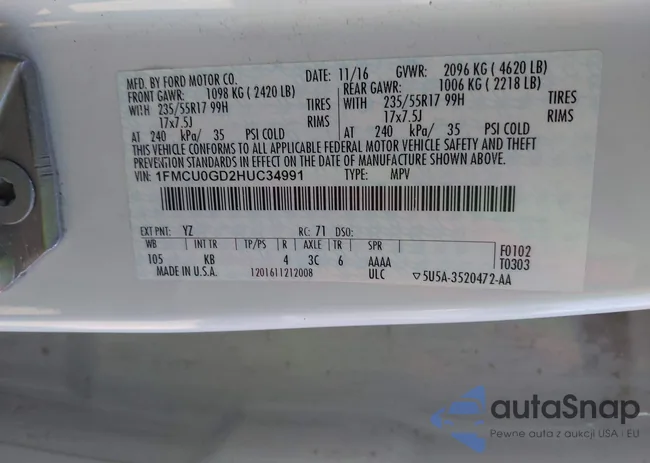 MFD. BY FORD MOTOR CO. DATE: 11/16 GVWR: 2096 KG ( 4620 LB)
FRONT GAWR: 1098 KG ( 2420 LB) REAR GAWR: 1006 KG ( 2218 LB)
WITH 235/55R17 99H TIRES WITH 235/55R17 99H TIRES
17x7.5J RIMS 17x7.5J RIMS
AT 240 kPa/ 35 PSI COLD AT 240 kPa/ 35 PSI COLD
THIS VEHICLE CONFORMS TO ALL APPLICABLE FEDERAL MOTOR VEHICLE SAFETY AND THEFT
PREVENTION STANDARDS IN EFFECT ON THE DATE OF MANUFACTURE SHOWN ABOVE.
VIN: 1FMCU0GD2HUC34991 TYPE: MPV
EXT PNT: YZ RC: 71 DSO:
WB INT TR TP/PS R AXLE TR SPR F0102
105 KB 4 3C 6 AAAA T0303
MADE IN U.S.A. 1201611212008 ULC ▽5U5A-3520472-AA
autaSnap
Pewne auta z aukcji USA i EU